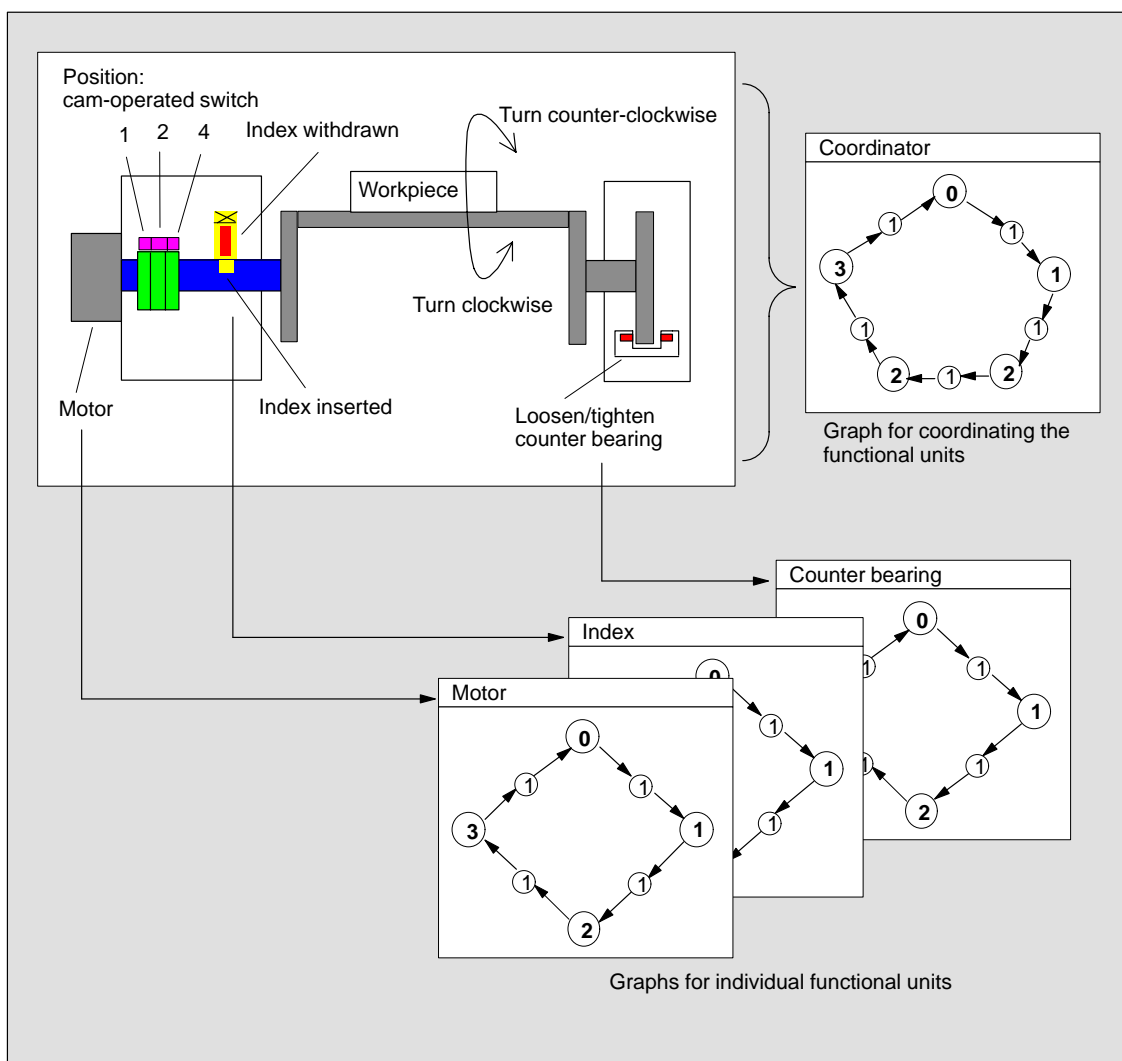 Position:
cam-operated switch
1 2 4
Index withdrawn
Turn counter-clockwise
Workpiece
Turn clockwise
Motor
Index inserted
Loosen/tighten
counter bearing
Coordinator
0
1
1
1
1
2
1
2
1
3
1
Graph for coordinating the
functional units
Counter bearing
0
1
1
1
2
1
1
Index
0
1
1
1
Motor
0
1
1
1
2
1
3
1
Graphs for individual functional units